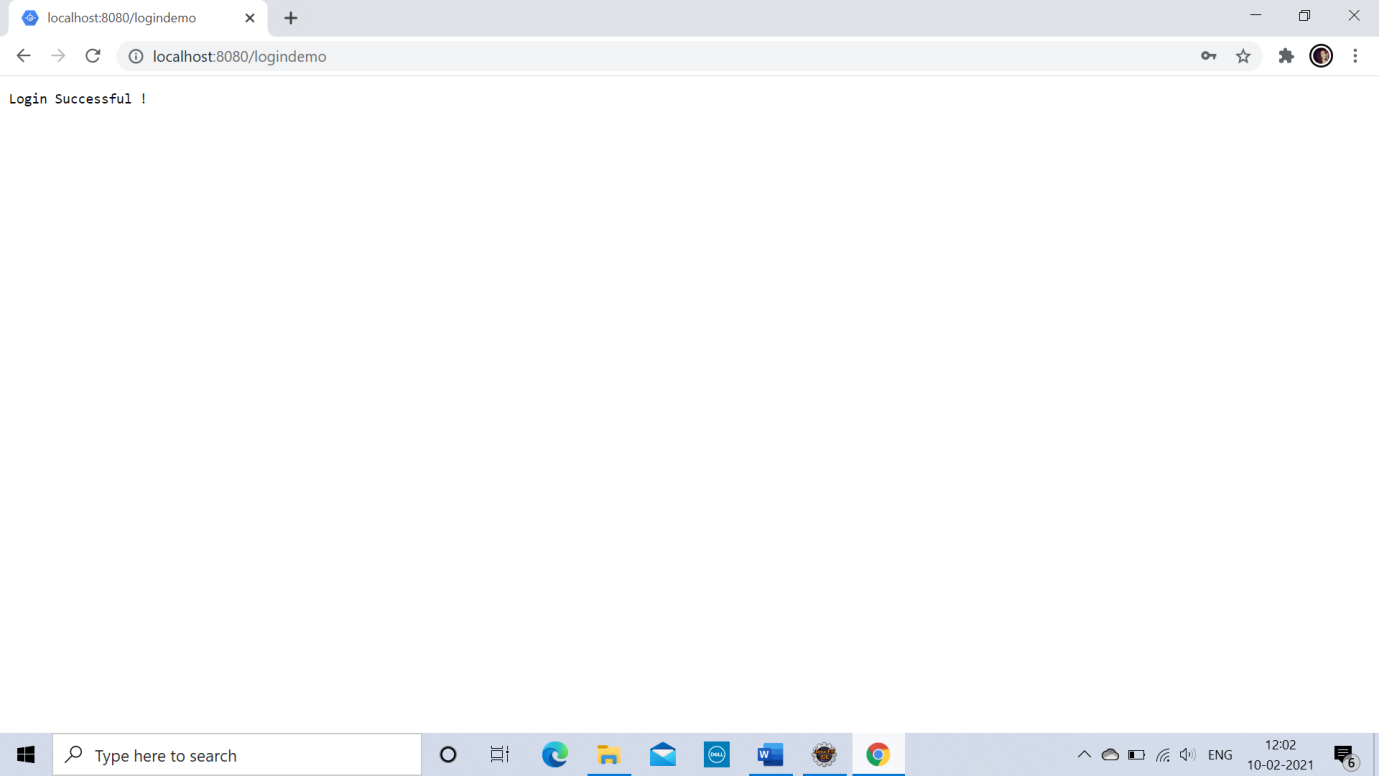 localhost:8080/logindemo
localhost:8080/logindemo
Login Successful !
Type here to search
DELL
W
ENG
12:02
10-02-2021
6